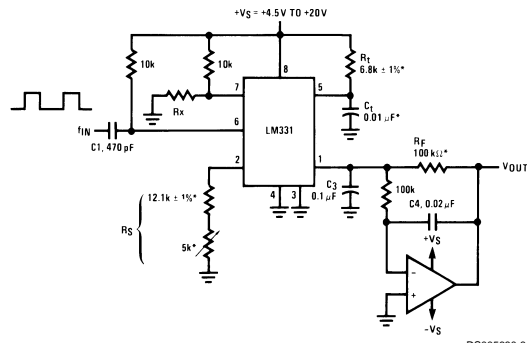 +VS = +4.5V TO +20V
10k
10k
Rt
6.8k ± 1%*
8
7
5
Rx
Ct
0.01 µF*
LM331
fIN
6
C1, 470 pF
RF
100 kΩ*
2
1
VOUT
12.1k ± 1%*
C3
0.1 µF
100k
C4, 0.02 µF
4
3
RS
+VS
5k*
−
+
−VS